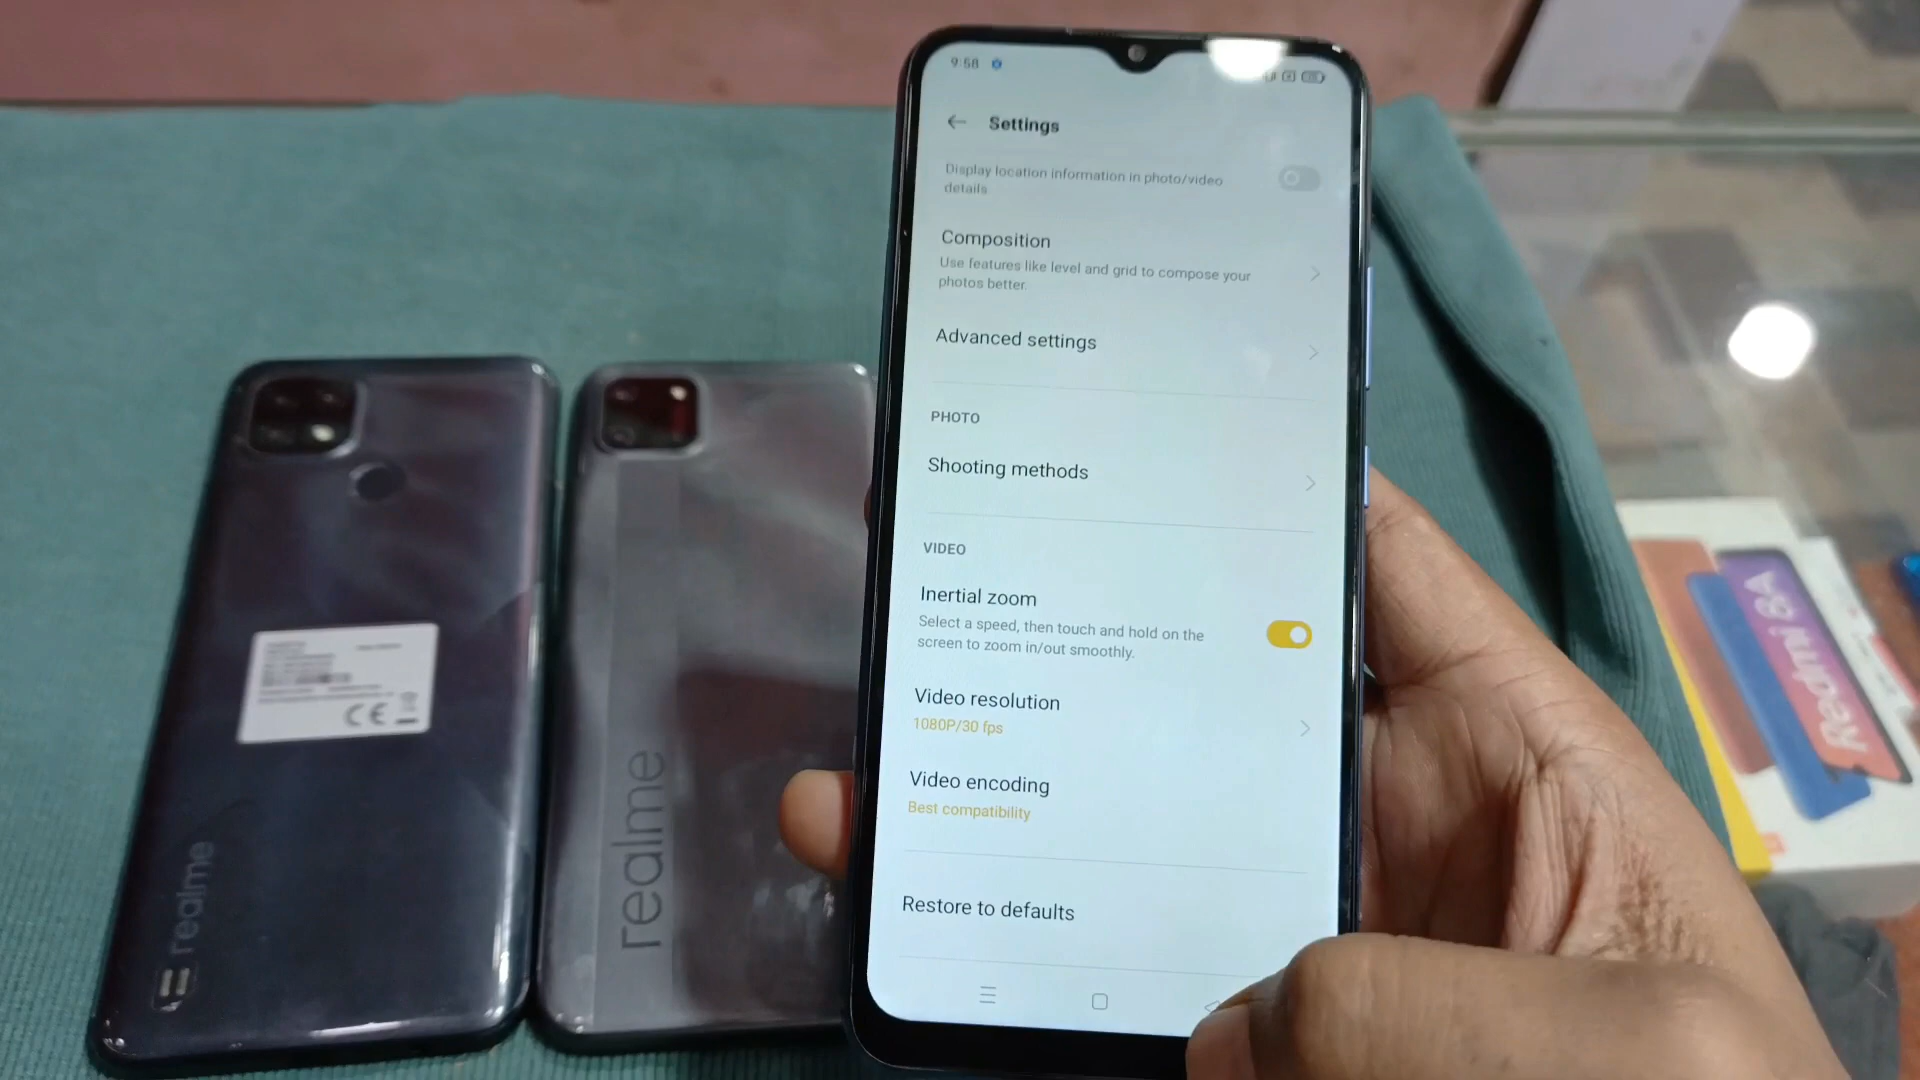 9:58
Settings
Display location information in photo/video
details
Composition
Use features like level and grid to compose your
photos better.
Advanced settings
PHOTO
Shooting methods
VIDEO
Inertial zoom
Select a speed, then touch and hold on the
screen to zoom in/out smoothly.
Video resolution
1080P/30 fps
Video encoding
Best compatibility
Restore to defaults
realme
realme
CE
Redmi 8A